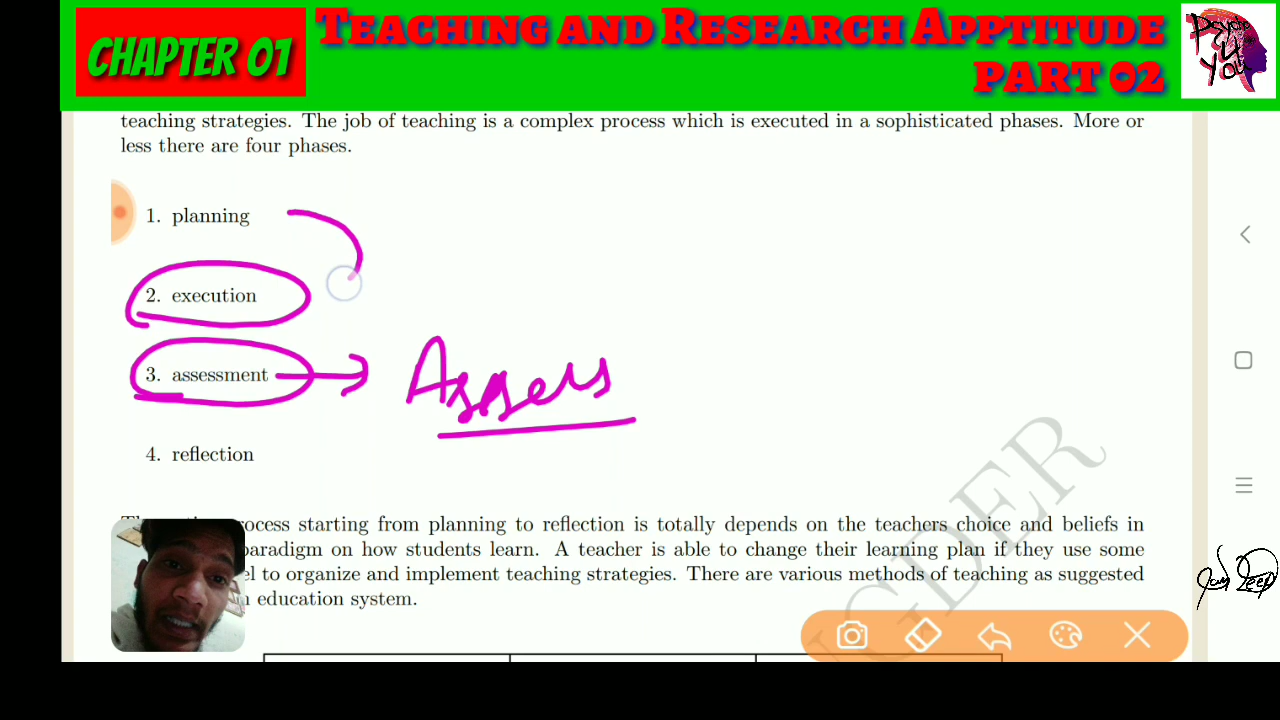 CHAPTER 01
TEACHING AND RESEARCH APPTITUDE
PART 02
Psycho
4
You
teaching strategies. The job of teaching is a complex process which is executed in a sophisticated phases. More or
less there are four phases.
1. planning
2. execution
3. assessment
Assess
4. reflection
process starting from planning to reflection is totally depends on the teachers choice and beliefs in
paradigm on how students learn. A teacher is able to change their learning plan if they use some
to organize and implement teaching strategies. There are various methods of teaching as suggested
education system.